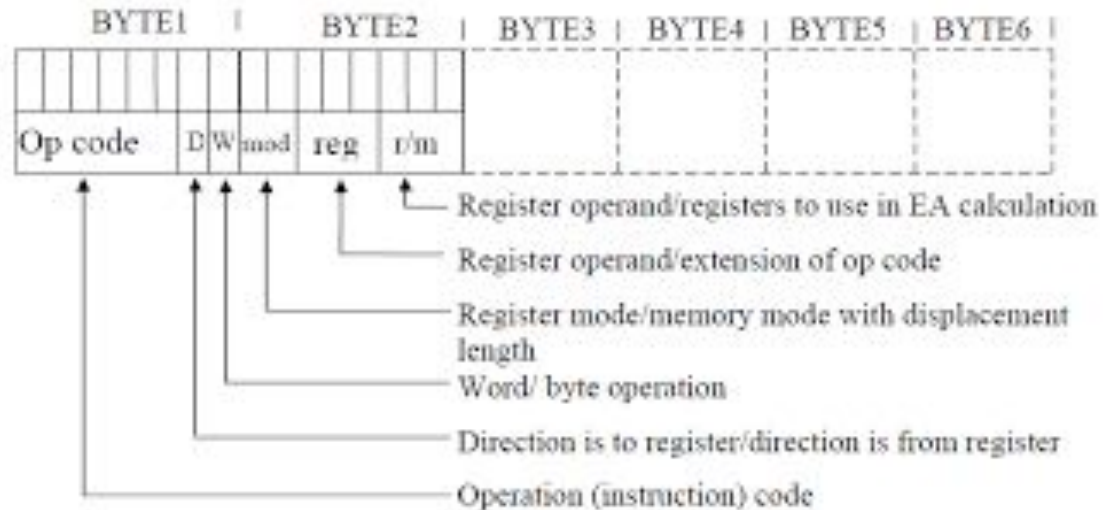 BYTE1 | BYTE2 | BYTE3 | BYTE4 | BYTE5 | BYTE6 |
Op code D W mod reg r/m
Register operand/registers to use in EA calculation
Register operand/extension of op code
Register mode/memory mode with displacement
length
Word/ byte operation
Direction is to register/direction is from register
Operation (instruction) code